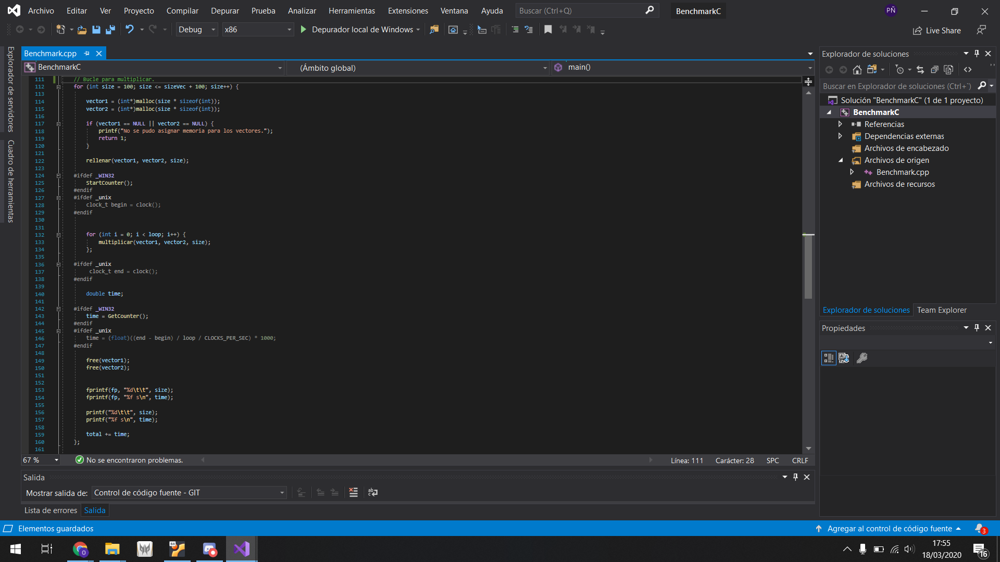 Archivo Editar Ver Proyecto Compilar Depurar Prueba Analizar Herramientas Extensiones Ventana Ayuda Buscar (Ctrl+Q) BenchmarkC PÑ
Debug x86 Depurador local de Windows Live Share
Explorador de servidores
Cuadro de herramientas
Benchmark.cpp
BenchmarkC (Ámbito global) main()
111 // Bucle para multiplicar.
112 for (int size = 100; size <= sizeVec + 100; size++) {
113
114 vector1 = (int*)malloc(size * sizeof(int));
115 vector2 = (int*)malloc(size * sizeof(int));
116
117 if (vector1 == NULL || vector2 == NULL) {
118 printf("No se pudo asignar memoria para los vectores.");
119 return 1;
120 }
121
122 rellenar(vector1, vector2, size);
123
124 #ifdef _WIN32
125 StartCounter();
126 #endif
127 #ifdef _unix
128 clock_t begin = clock();
129 #endif
130
131
132 for (int i = 0; i < loop; i++) {
133 multiplicar(vector1, vector2, size);
134 };
135
136 #ifdef _unix
137 clock_t end = clock();
138 #endif
139
140 double time;
141
142 #ifdef _WIN32
143 time = GetCounter();
144 #endif
145 #ifdef _unix
146 time = (float)((end - begin) / loop / CLOCKS_PER_SEC) * 1000;
147 #endif
148
149 free(vector1);
150 free(vector2);
151
152
153 fprintf(fp, "%d\t\t", size);
154 fprintf(fp, "%f s\n", time);
155
156 printf("%d\t\t", size);
157 printf("%f s\n", time);
158
159 total += time;
160 };
161
67 % No se encontraron problemas. Línea: 111 Carácter: 28 SPC CRLF
Salida
Mostrar salida de: Control de código fuente - GIT
Lista de errores Salida
Explorador de soluciones
Buscar en Explorador de soluciones (Ctrl+`)
Solución "BenchmarkC" (1 de 1 proyecto)
BenchmarkC
Referencias
Dependencias externas
Archivos de encabezado
Archivos de origen
Benchmark.cpp
Archivos de recursos
Explorador de soluciones Team Explorer
Propiedades
Elementos guardados Agregar al control de código fuente 3
64
17:55
18/03/2020
16